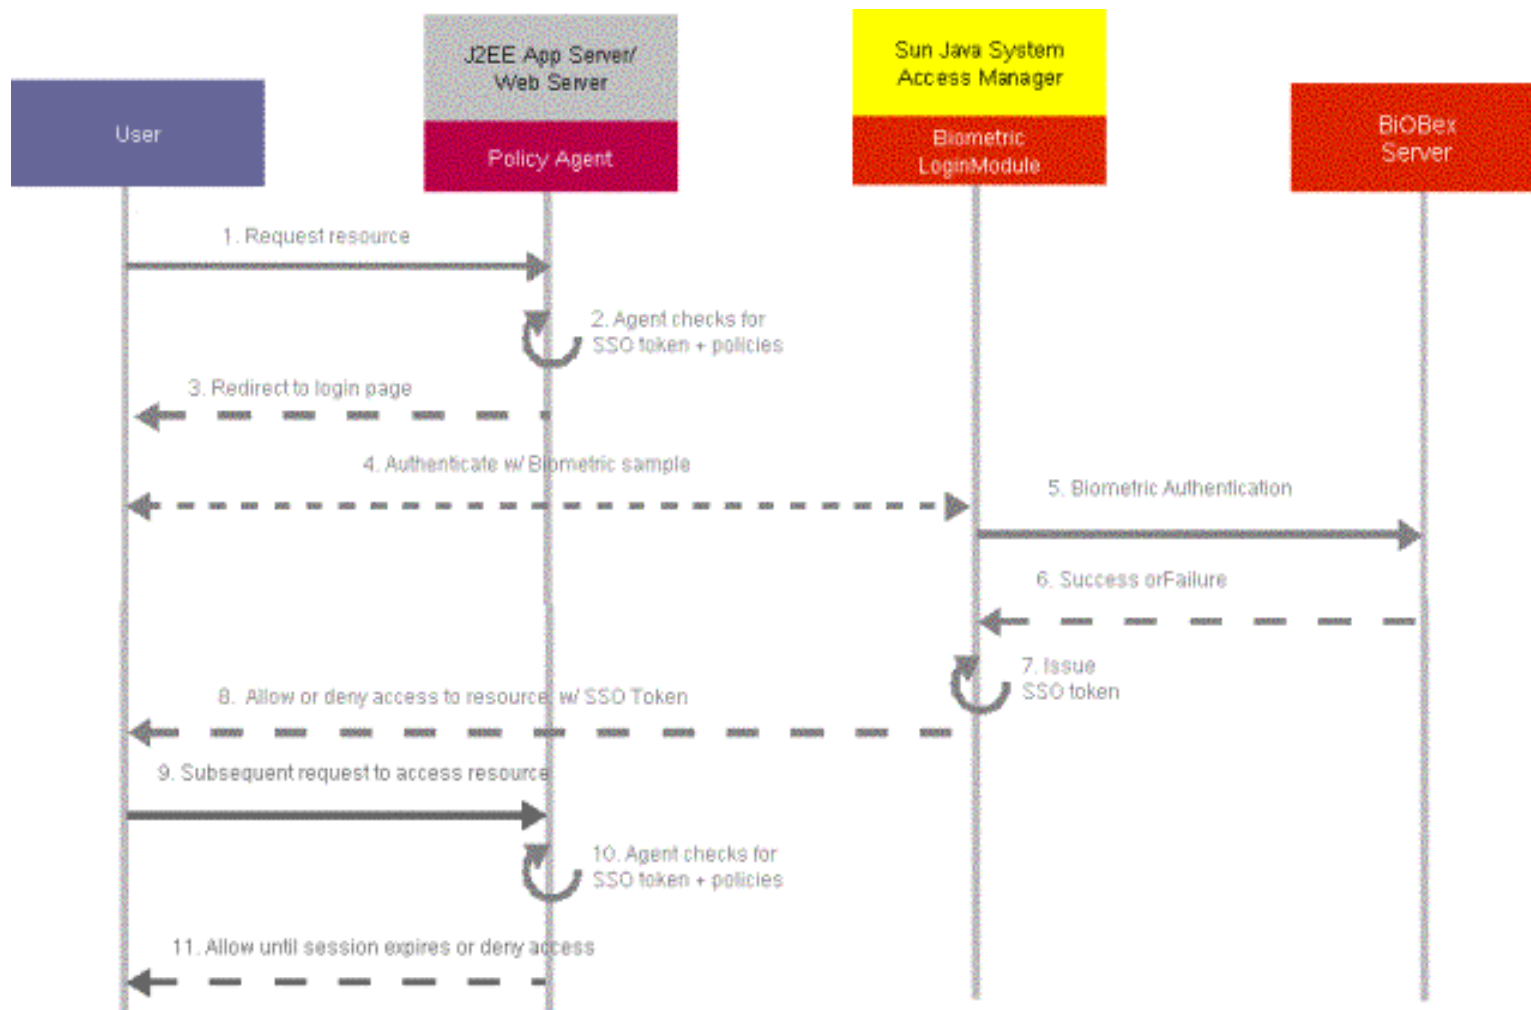 User
J2EE App Server/
Web Server
Policy Agent
Sun Java System
Access Manager
Biometric
LoginModule
BiOBex
Server
1. Request resource
2. Agent checks for
SSO token + policies
3. Redirect to login page
4. Authenticate w/ Biometric sample
5. Biometric Authentication
6. Success orFailure
7. Issue
SSO token
8. Allow or deny access to resource w/ SSO Token
9. Subsequent request to access resource
10. Agent checks for
SSO token + policies
11. Allow until session expires or deny access